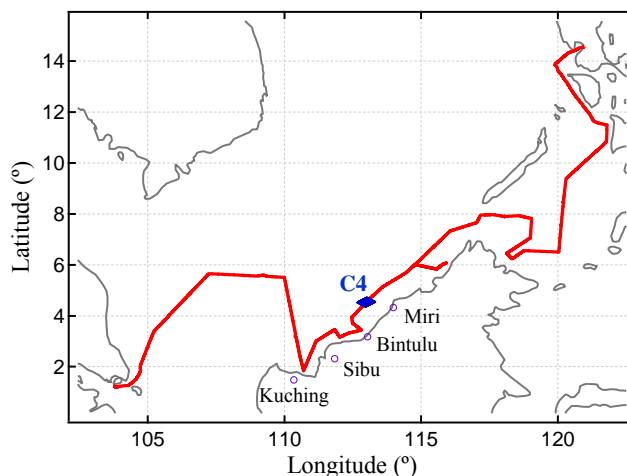 14
12
10
8
6
4
2
Latitude (º)
C4
Miri
Bintulu
Sibu
Kuching
105 110 115 120
Longitude (º)